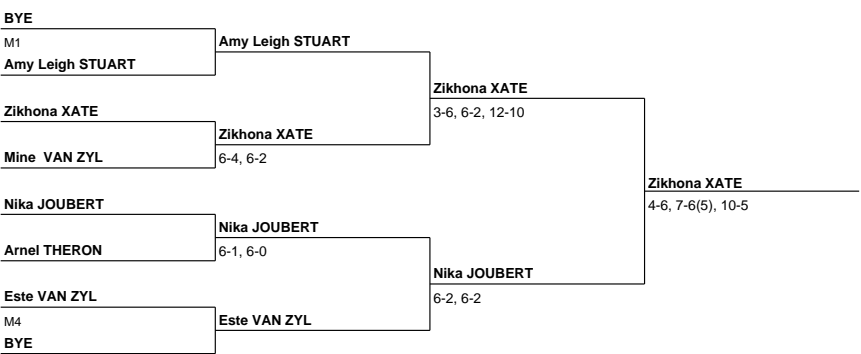 BYE
M1
Amy Leigh STUART
Amy Leigh STUART
Zikhona XATE
3-6, 6-2, 12-10
Zikhona XATE
Zikhona XATE
6-4, 6-2
Mine VAN ZYL
Zikhona XATE
4-6, 7-6(5), 10-5
Nika JOUBERT
Nika JOUBERT
6-1, 6-0
Arnel THERON
Nika JOUBERT
6-2, 6-2
Este VAN ZYL
M4
Este VAN ZYL
BYE